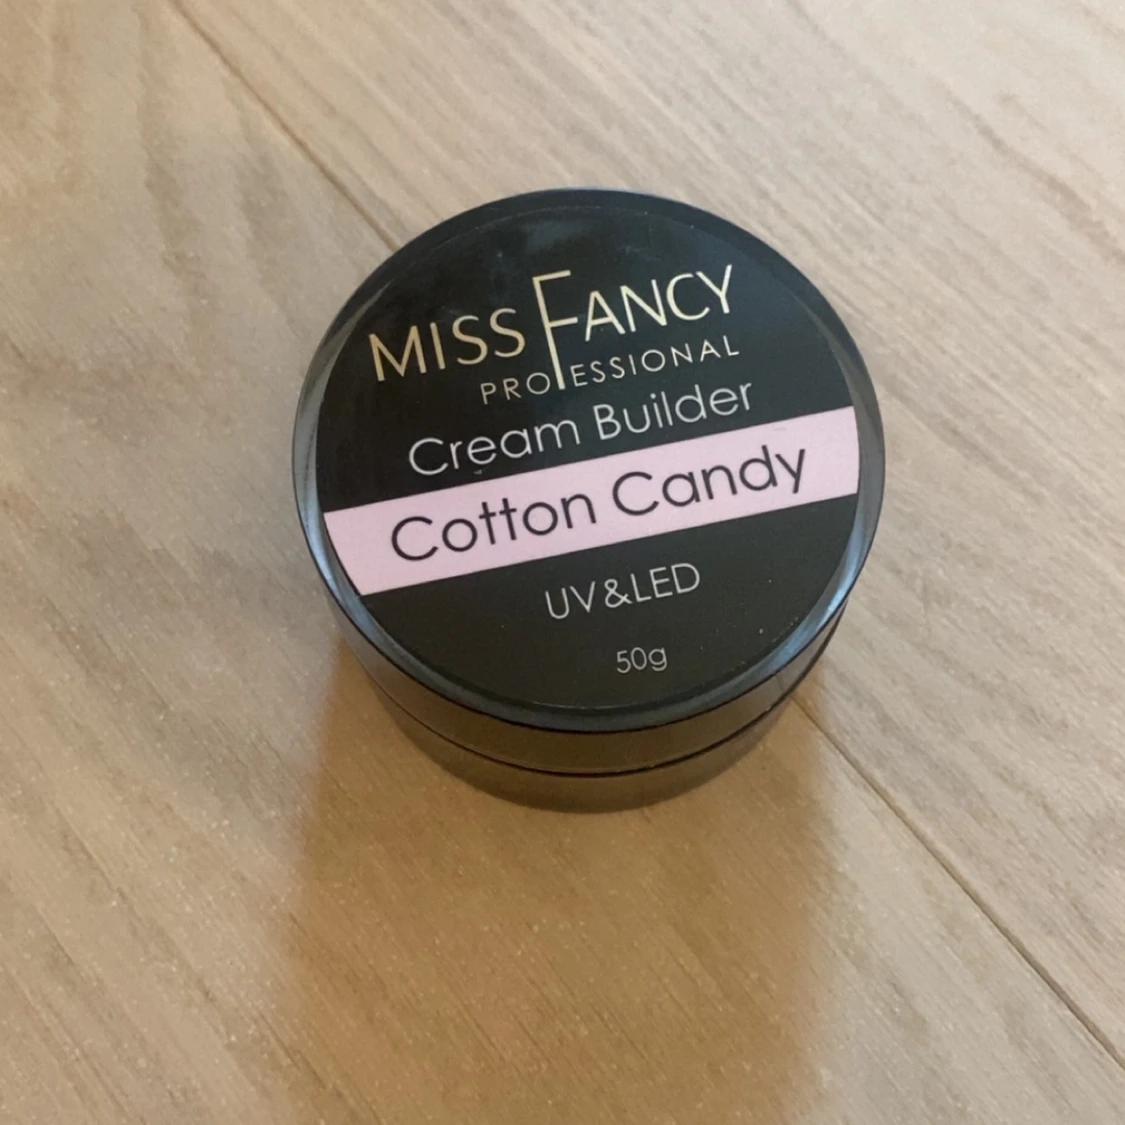 MISS FANCY
PROFESSIONAL
Cream Builder
Cotton Candy
UV&LED
50g